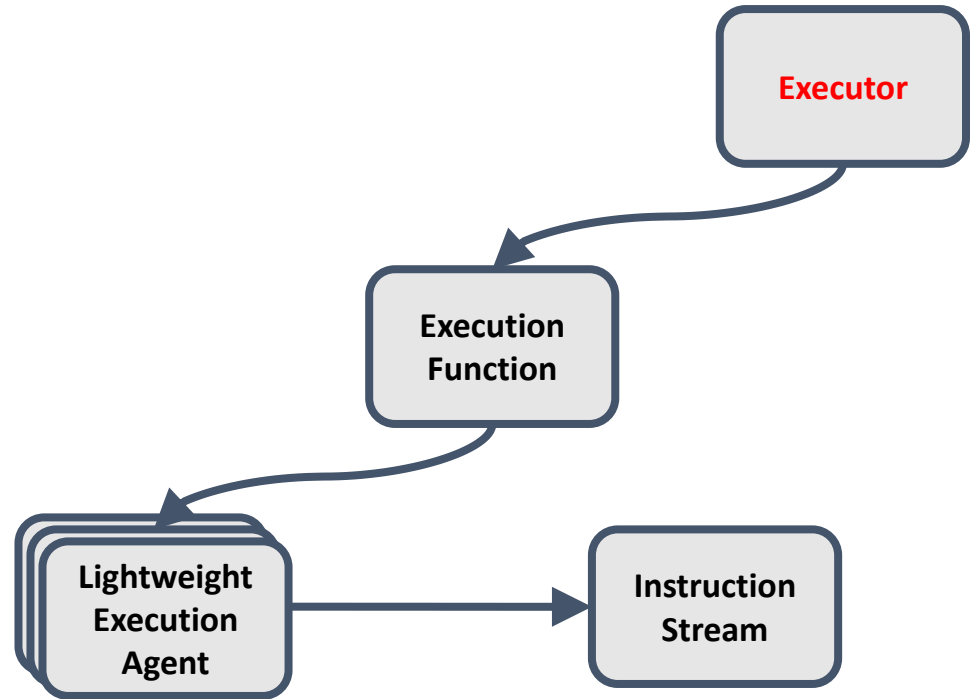 Executor
Execution
Function
Lightweight
Execution
Agent
Instruction
Stream